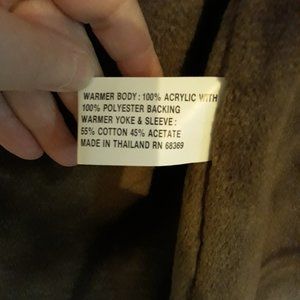 WARMER BODY: 100% ACRYLIC WITH
100% POLYESTER BACKING
WARMER YOKE & SLEEVE:
55% COTTON 45% ACETATE
MADE IN THAILAND RN 68369